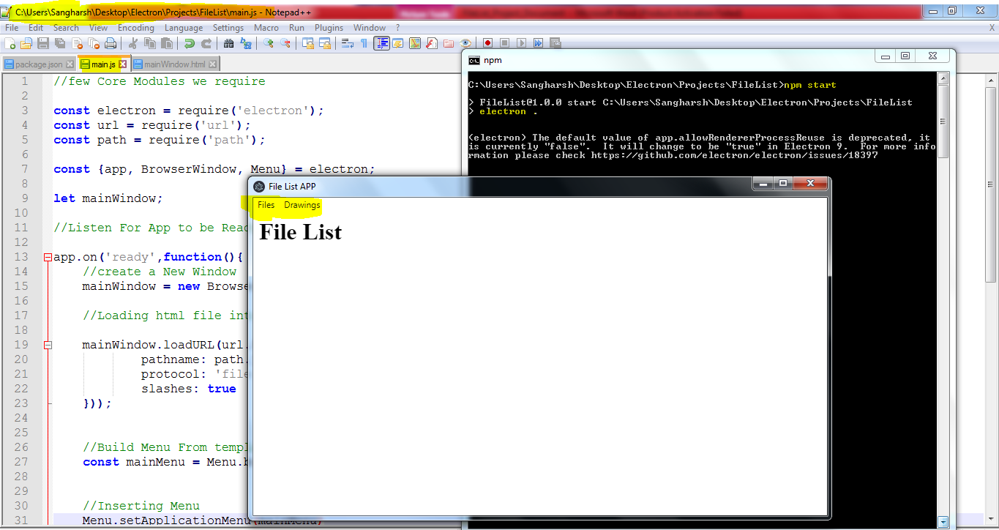 C:\Users\Sangharsh\Desktop\Electron\Projects\FileList\main.js - Notepad++
File Edit Search View Encoding Language Settings Macro Run Plugins Window ? X
package.json main.js mainWindow.html
1 //few Core Modules we require
2
3 const electron = require('electron');
4 const url = require('url');
5 const path = require('path');
6
7 const {app, BrowserWindow, Menu} = electron;
8
9 let mainWindow;
10
11 //Listen For App to be Rea
12
13 app.on('ready',function(){
14 //create a New Window
15 mainWindow = new Browse
16
17 //Loading html file int
18
19 mainWindow.loadURL(url.
20 pathname: path.
21 protocol: 'file
22 slashes: true
23 }));
24
25
26 //Build Menu From templ
27 const mainMenu = Menu.b
28
29
30 //Inserting Menu
31 Menu.setApplicationMenu(mainMenu)
npm
C:\Users\Sangharsh\Desktop\Electron\Projects\FileList>npm start
> FileList@1.0.0 start C:\Users\Sangharsh\Desktop\Electron\Projects\FileList
> electron .
(electron) The default value of app.allowRendererProcessReuse is deprecated, it
is currently "false". It will change to be "true" in Electron 9. For more info
rmation please check https://github.com/electron/electron/issues/18397
File List APP
Files Drawings
File List